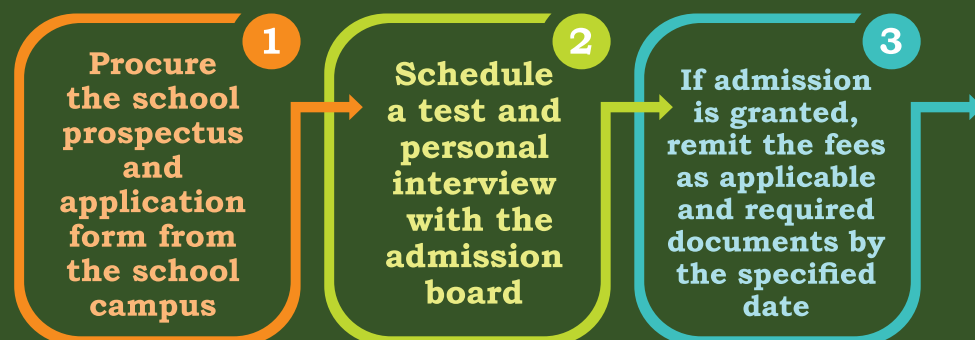 1
Procure
the school
prospectus
and
application
form from
the school
campus
2
Schedule
a test and
personal
interview
with the
admission
board
3
If admission
is granted,
remit the fees
as applicable
and required
documents by
the specified
date